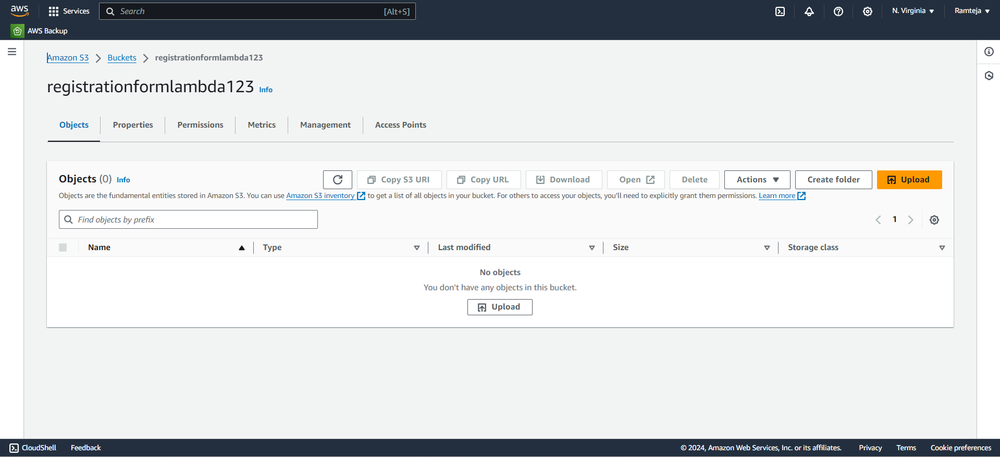 aws Services Search [Alt+S] N. Virginia Ramteja
AWS Backup
Amazon S3 Buckets registrationformlambda123
registrationformlambda123 Info
Objects Properties Permissions Metrics Management Access Points
Objects (0) Info Copy S3 URI Copy URL Download Open Delete Actions Create folder Upload
Objects are the fundamental entities stored in Amazon S3. You can use Amazon S3 inventory to get a list of all objects in your bucket. For others to access your objects, you’ll need to explicitly grant them permissions. Learn more
Find objects by prefix 1
Name Type Last modified Size Storage class
No objects
You don't have any objects in this bucket.
Upload
CloudShell Feedback © 2024, Amazon Web Services, Inc. or its affiliates. Privacy Terms Cookie preferences